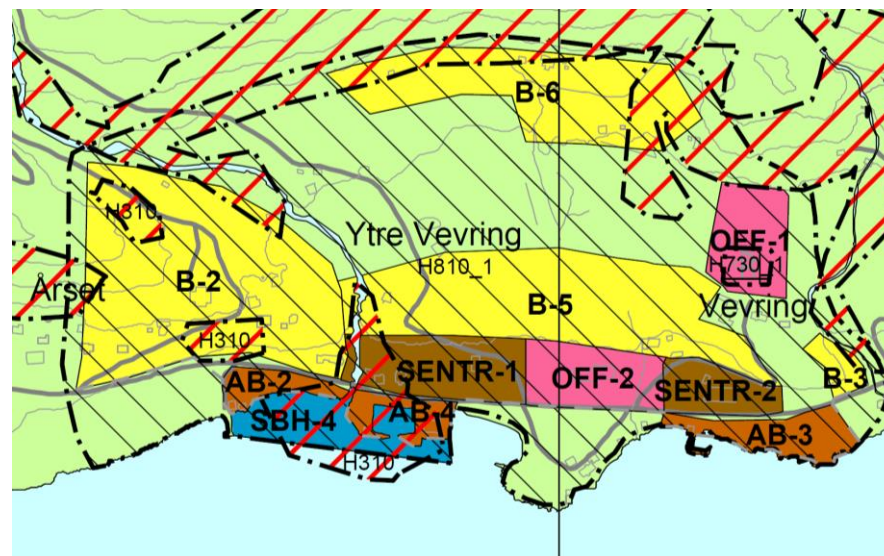 B-6
H310
Ytre Vevring
OFF-1
H810_1
H730_1
Årset
B-2
B-5
Vevring
H310
SENTR-1
OFF-2
SENTR-2
B-3
AB-2
SBH-4
AB-4
AB-3
H310